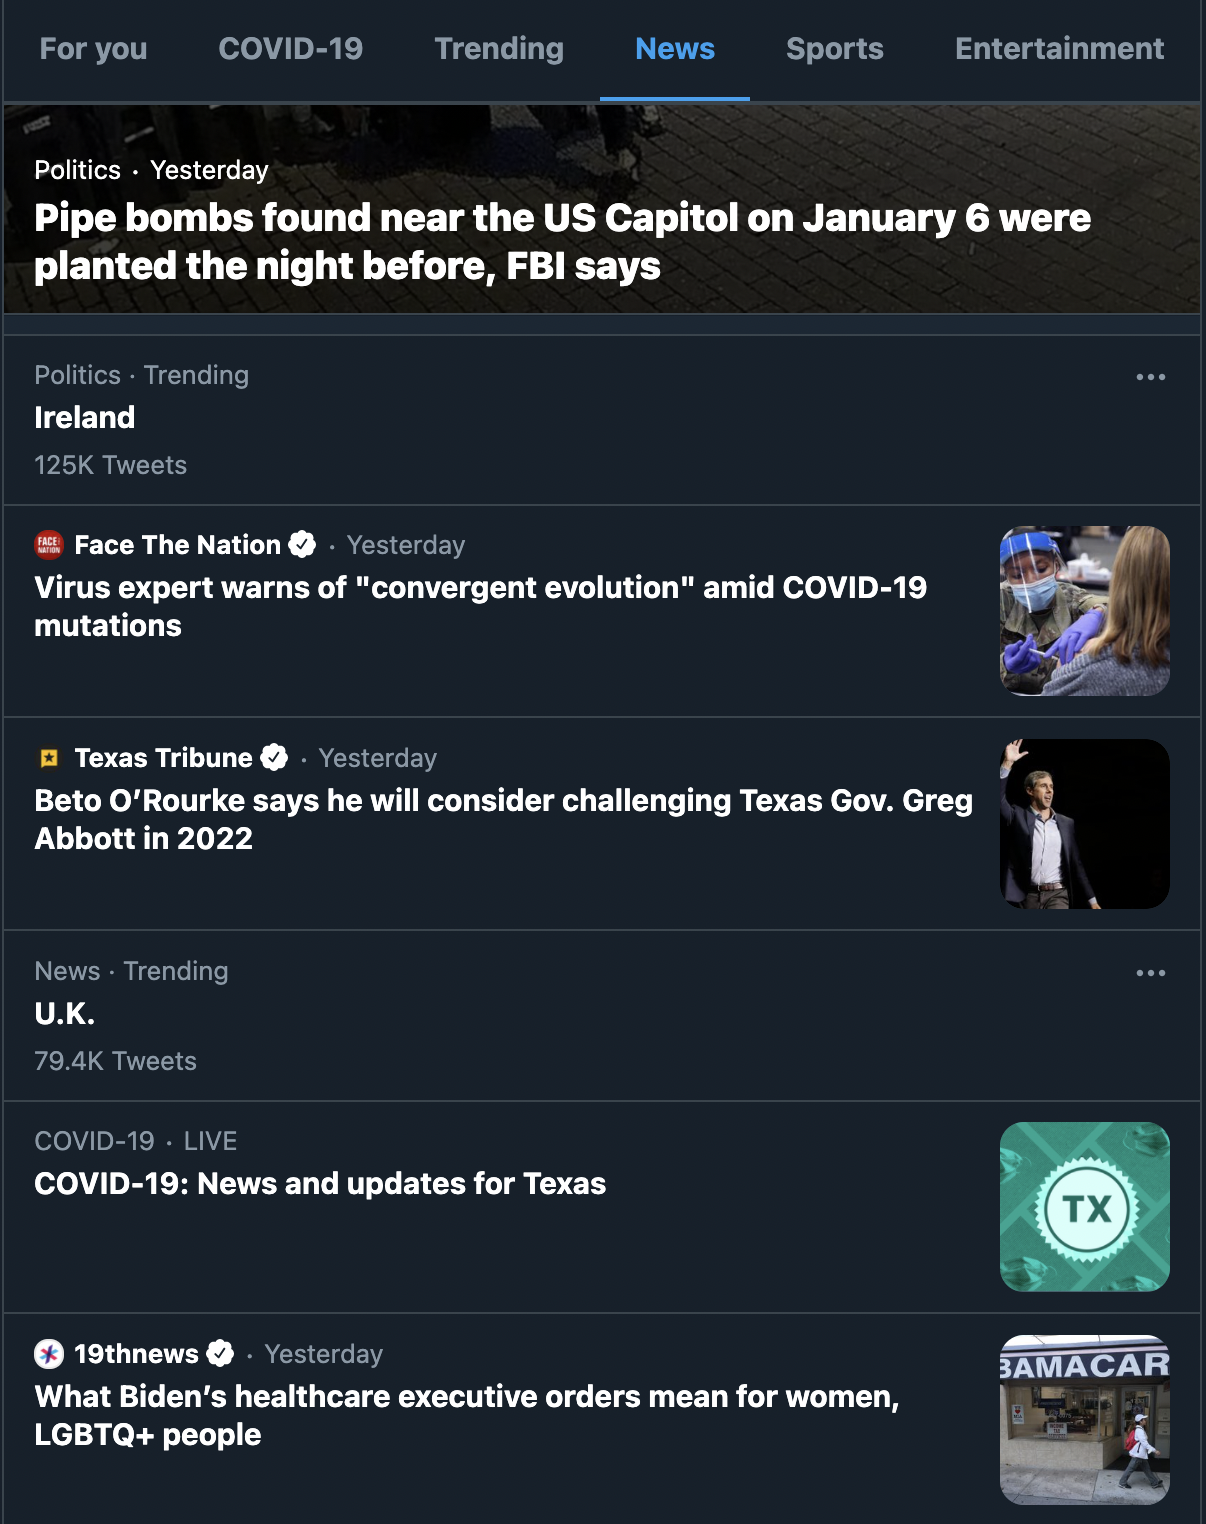 For you COVID-19 Trending News Sports Entertainment
Politics · Yesterday
Pipe bombs found near the US Capitol on January 6 were
planted the night before, FBI says
Politics · Trending
Ireland
125K Tweets
FACE THE NATION
Face The Nation · Yesterday
Virus expert warns of "convergent evolution" amid COVID-19
mutations
Texas Tribune · Yesterday
Beto O’Rourke says he will consider challenging Texas Gov. Greg
Abbott in 2022
News · Trending
U.K.
79.4K Tweets
COVID-19 · LIVE
COVID-19: News and updates for Texas
TX
19thnews · Yesterday
What Biden’s healthcare executive orders mean for women,
LGBTQ+ people
BAMACAR